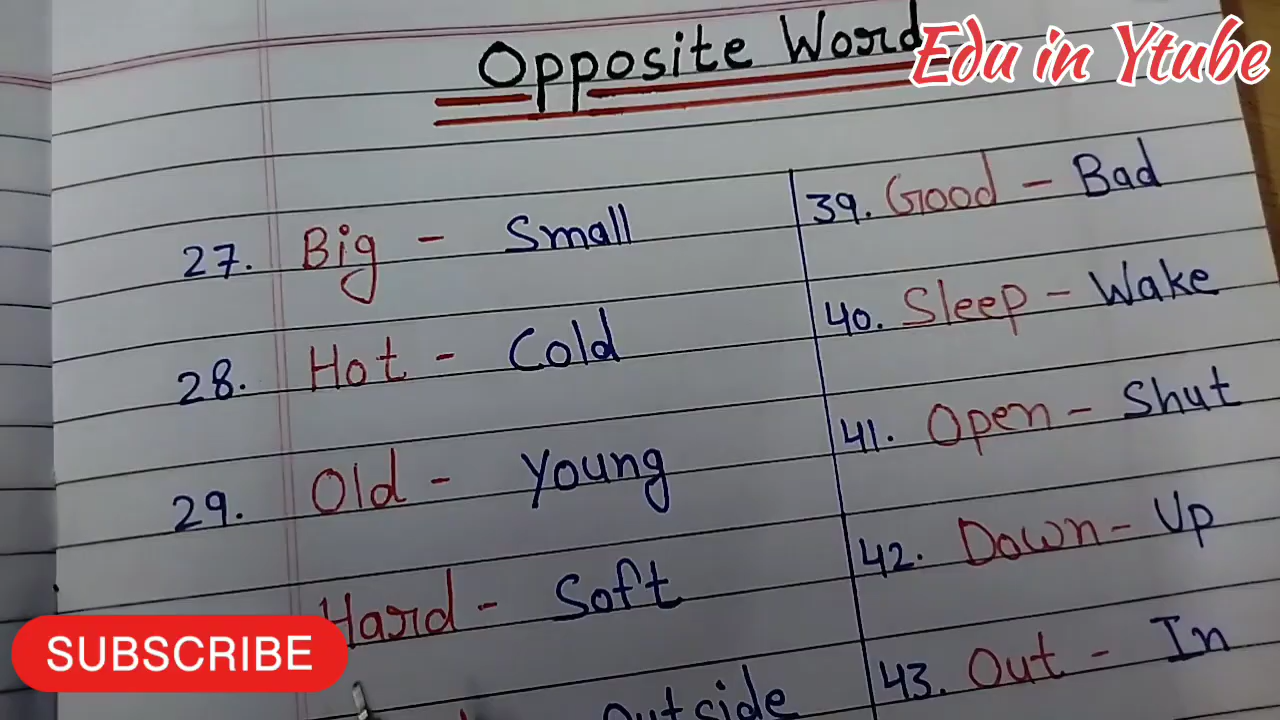 Opposite Word
Edu in Ytube
27. Big - Small
28. Hot - Cold
29. Old - Young
Hard - Soft
Outside
39. Good - Bad
40. Sleep - Wake
41. Open - Shut
42. Down - Up
43. Out - In
SUBSCRIBE